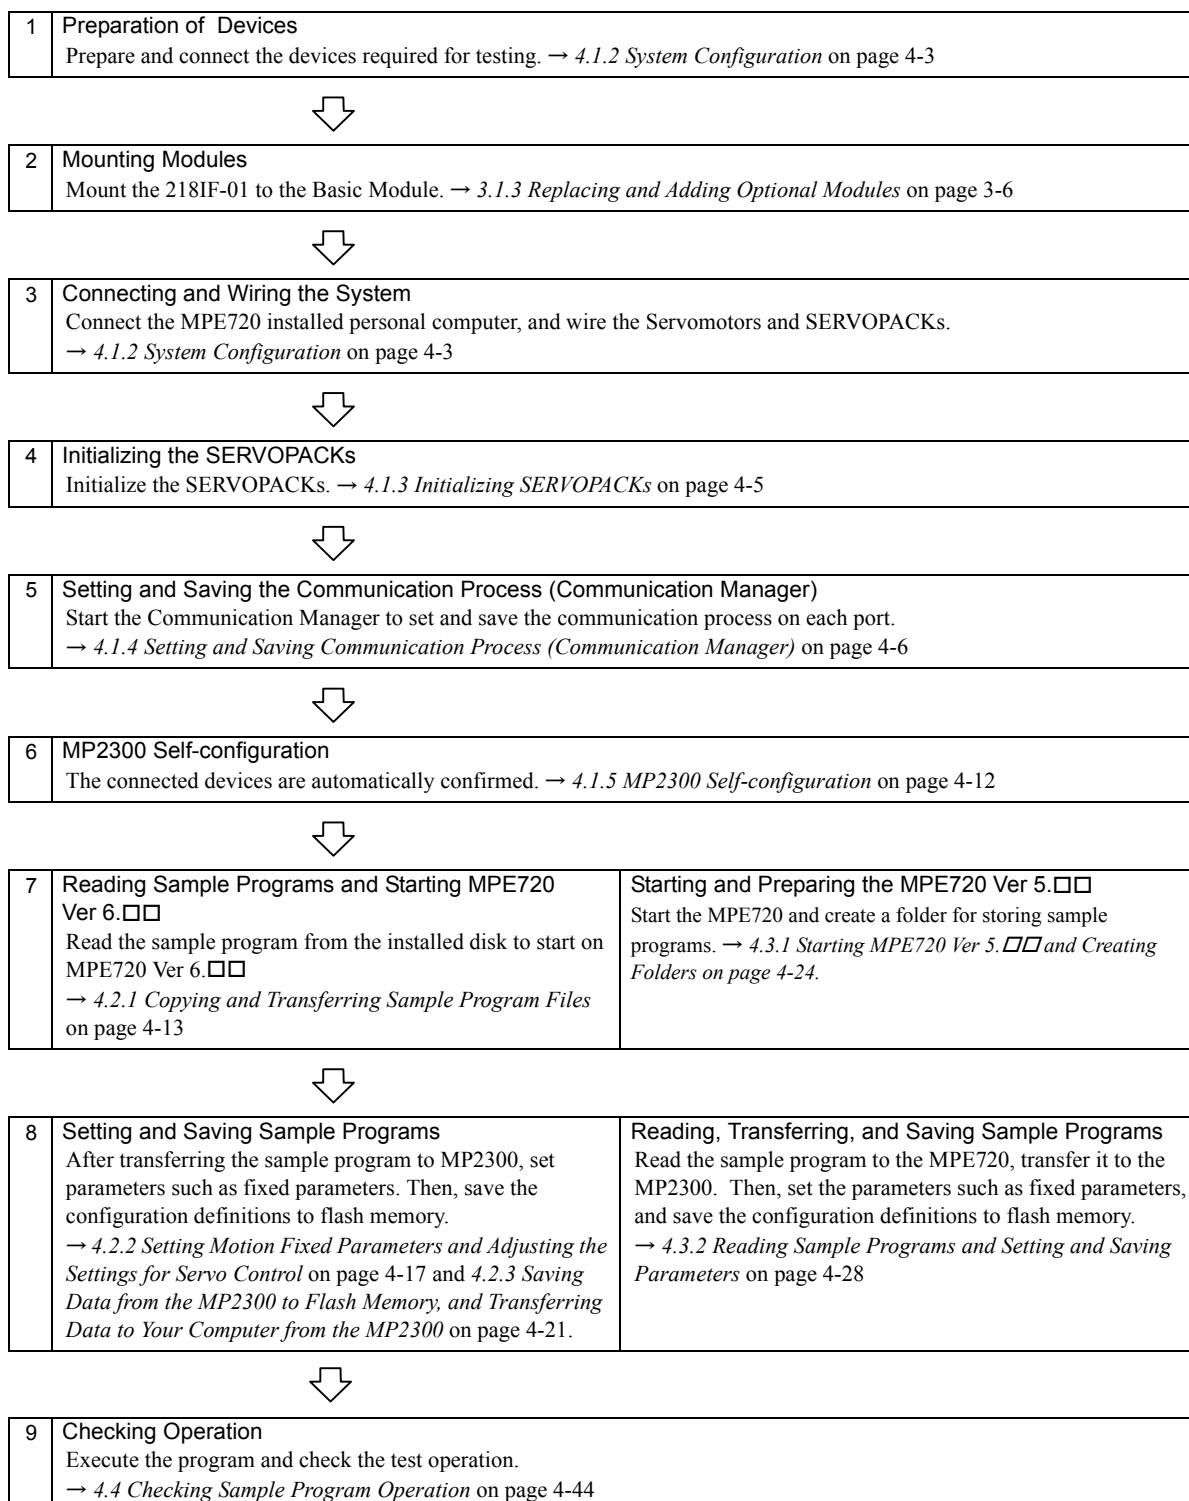 1 Preparation of Devices
Prepare and connect the devices required for testing. → 4.1.2 System Configuration on page 4-3
2 Mounting Modules
Mount the 218IF-01 to the Basic Module. → 3.1.3 Replacing and Adding Optional Modules on page 3-6
3 Connecting and Wiring the System
Connect the MPE720 installed personal computer, and wire the Servomotors and SERVOPACKs.
→ 4.1.2 System Configuration on page 4-3
4 Initializing the SERVOPACKs
Initialize the SERVOPACKs. → 4.1.3 Initializing SERVOPACKs on page 4-5
5 Setting and Saving the Communication Process (Communication Manager)
Start the Communication Manager to set and save the communication process on each port.
→ 4.1.4 Setting and Saving Communication Process (Communication Manager) on page 4-6
6 MP2300 Self-configuration
The connected devices are automatically confirmed. → 4.1.5 MP2300 Self-configuration on page 4-12
7 Reading Sample Programs and Starting MPE720
Ver 6.□□
Read the sample program from the installed disk to start on
MPE720 Ver 6.□□
→ 4.2.1 Copying and Transferring Sample Program Files
on page 4-13
Starting and Preparing the MPE720 Ver 5.□□
Start the MPE720 and create a folder for storing sample
programs. → 4.3.1 Starting MPE720 Ver 5.□□ and Creating
Folders on page 4-24.
8 Setting and Saving Sample Programs
After transferring the sample program to MP2300, set
parameters such as fixed parameters. Then, save the
configuration definitions to flash memory.
→ 4.2.2 Setting Motion Fixed Parameters and Adjusting the
Settings for Servo Control on page 4-17 and 4.2.3 Saving
Data from the MP2300 to Flash Memory, and Transferring
Data to Your Computer from the MP2300 on page 4-21.
Reading, Transferring, and Saving Sample Programs
Read the sample program to the MPE720, transfer it to the
MP2300. Then, set the parameters such as fixed parameters,
and save the configuration definitions to flash memory.
→ 4.3.2 Reading Sample Programs and Setting and Saving
Parameters on page 4-28
9 Checking Operation
Execute the program and check the test operation.
→ 4.4 Checking Sample Program Operation on page 4-44